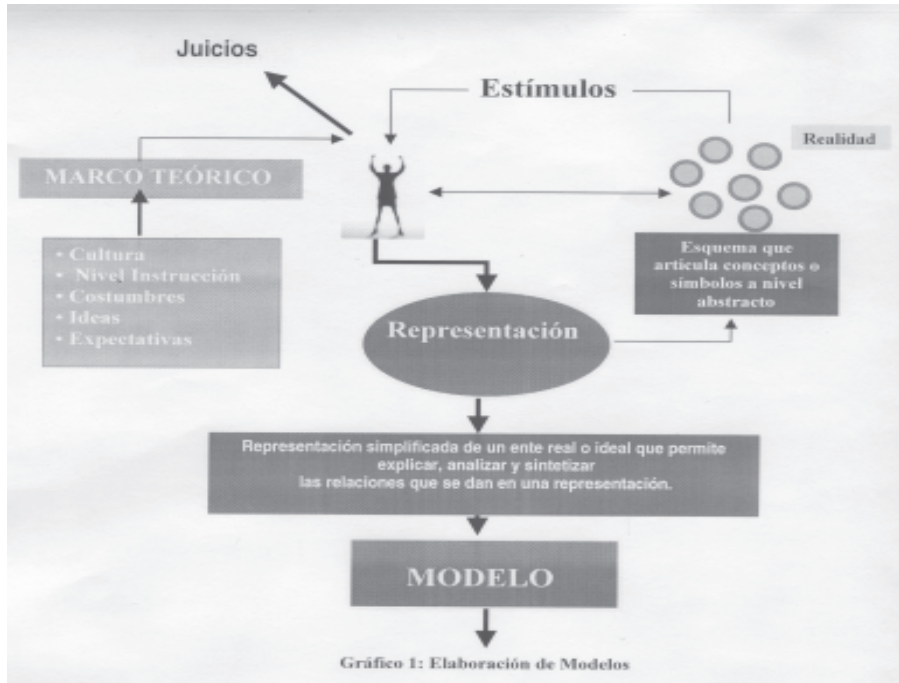 Juicios
Estímulos
Realidad
MARCO TEÓRICO
• Cultura
• Nivel Instrucción
• Costumbres
• Ideas
• Expectativas
Esquema que
articula conceptos o
símbolos a nivel
abstracto
Representación
Representación simplificada de un ente real o ideal que permite
explicar, analizar y sintetizar
las relaciones que se dan en una representación.
MODELO
Gráfico 1: Elaboración de Modelos